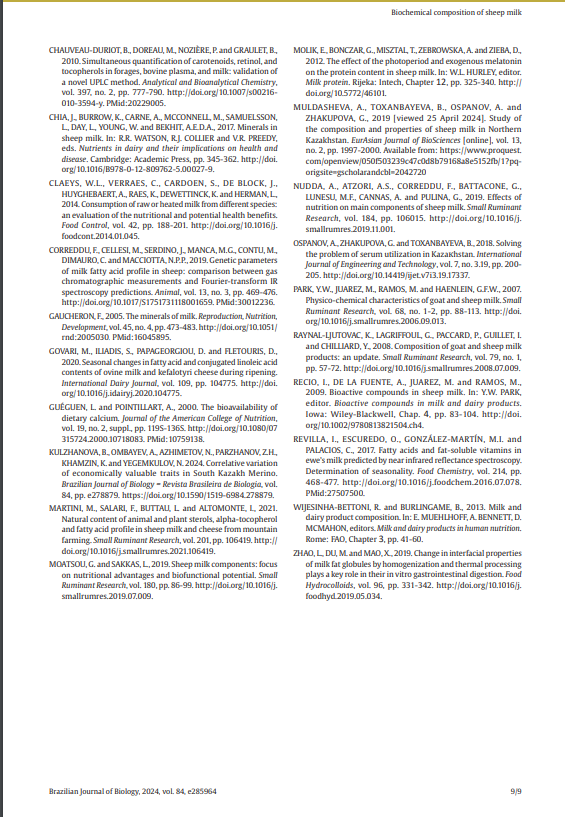 Biochemical composition of sheep milk
CHAUVEAU-DURIOT, B., DOREAU, M., NOZIÈRE, P. and GRAULET, B.,
2010. Simultaneous quantification of carotenoids, retinol, and
tocopherols in forages, bovine plasma, and milk: validation of
a novel UPLC method. Analytical and Bioanalytical Chemistry,
vol. 397, no. 2, pp. 777-790. http://doi.org/10.1007/s00216-
010-3594-y. PMid:20229005.
CHIA, J., BURROW, K., CARNE, A., MCCONNELL, M., SAMUELSSON,
L., DAY, L., YOUNG, W. and BEKHIT, A.E.D.A., 2017. Minerals in
sheep milk. In: R.R. WATSON, R.J. COLLIER and V.R. PREEDY,
eds. Nutrients in dairy and their implications on health and
disease. Cambridge: Academic Press, pp. 345-362. http://doi.
org/10.1016/B978-0-12-809762-5.00027-9.
CLAEYS, W.L., VERRAES, C., CARDOEN, S., DE BLOCK, J.,
HUYGHEBAERT, A., RAES, K., DEWETTINCK, K. and HERMAN, L.,
2014. Consumption of raw or heated milk from different species:
an evaluation of the nutritional and potential health benefits.
Food Control, vol. 42, pp. 188-201. http://doi.org/10.1016/j.
foodcont.2014.01.045.
CORREDDU, F., CELLESI, M., SERDINO, J., MANCA, M.G., CONTU, M.,
DIMAURO, C. and MACCIOTTA, N.P.P., 2019. Genetic parameters
of milk fatty acid profile in sheep: comparison between gas
chromatographic measurements and Fourier-transform IR
spectroscopy predictions. Animal, vol. 13, no. 3, pp. 469-476.
http://doi.org/10.1017/S1751731118001659. PMid:30012236.
GAUCHERON, F., 2005. The minerals of milk. Reproduction, Nutrition,
Development, vol. 45, no. 4, pp. 473-483. http://doi.org/10.1051/
rnd:2005030. PMid:16045895.
GOVARI, M., ILIADIS, S., PAPAGEORGIOU, D. and FLETOURIS, D.,
2020. Seasonal changes in fatty acid and conjugated linoleic acid
contents of ovine milk and kefalotyri cheese during ripening.
International Dairy Journal, vol. 109, pp. 104775. http://doi.
org/10.1016/j.idairyj.2020.104775.
GUÉGUEN, L. and POINTILLART, A., 2000. The bioavailability of
dietary calcium. Journal of the American College of Nutrition,
vol. 19, no. 2, suppl., pp. 119S-136S. http://doi.org/10.1080/07
315724.2000.10718083. PMid:10759138.
KULZHANOVA, B., OMBAYEV, A., AZHIMETOV, N., PARZHANOV, Z.H.,
KHAMZIN, K. and YEGEMKULOV, N. 2024. Correlative variation
of economically valuable traits in South Kazakh Merino.
Brazilian Journal of Biology = Revista Brasileira de Biologia, vol.
84, pp. e278879. https://doi.org/10.1590/1519-6984.278879.
MARTINI, M., SALARI, F., BUTTAU, L. and ALTOMONTE, I., 2021.
Natural content of animal and plant sterols, alpha-tocopherol
and fatty acid profile in sheep milk and cheese from mountain
farming. Small Ruminant Research, vol. 201, pp. 106419. http://
doi.org/10.1016/j.smallrumres.2021.106419.
MOATSOU, G. and SAKKAS, L., 2019. Sheep milk components: focus
on nutritional advantages and biofunctional potential. Small
Ruminant Research, vol. 180, pp. 86-99. http://doi.org/10.1016/j.
smallrumres.2019.07.009.
MOLIK, E., BONCZAR, G., MISZTAL, T., ZEBROWSKA, A. and ZIEBA, D.,
2012. The effect of the photoperiod and exogenous melatonin
on the protein content in sheep milk. In: W.L. HURLEY, editor.
Milk protein. Rijeka: Intech, Chapter 12, pp. 325-340. http://
doi.org/10.5772/46101.
MULDASHEVA, A., TOXANBAYEVA, B., OSPANOV, A. and
ZHAKUPOVA, G., 2019 [viewed 25 April 2024]. Study of
the composition and properties of sheep milk in Northern
Kazakhstan. EurAsian Journal of BioSciences [online], vol. 13,
no. 2, pp. 1997-2000. Available from: https://www.proquest.
com/openview/050f503239c47c0d8b79168a8e5152fb/1?pq-
origsite=gscholar&cbl=2042720
NUDDA, A., ATZORI, A.S., CORREDDU, F., BATTACONE, G.,
LUNESU, M.F., CANNAS, A. and PULINA, G., 2019. Effects of
nutrition on main components of sheep milk. Small Ruminant
Research, vol. 184, pp. 106015. http://doi.org/10.1016/j.
smallrumres.2019.11.001.
OSPANOV, A., ZHAKUPOVA, G. and TOXANBAYEVA, B., 2018. Solving
the problem of serum utilization in Kazakhstan. International
Journal of Engineering and Technology, vol. 7, no. 3.19, pp. 200-
205. http://doi.org/10.14419/ijet.v7i3.19.17337.
PARK, Y.W., JUAREZ, M., RAMOS, M. and HAENLEIN, G.F.W., 2007.
Physico-chemical characteristics of goat and sheep milk. Small
Ruminant Research, vol. 68, no. 1-2, pp. 88-113. http://doi.
org/10.1016/j.smallrumres.2006.09.013.
RAYNAL-LJUTOVAC, K., LAGRIFFOUL, G., PACCARD, P., GUILLET, I.
and CHILLIARD, Y., 2008. Composition of goat and sheep milk
products: an update. Small Ruminant Research, vol. 79, no. 1,
pp. 57-72. http://doi.org/10.1016/j.smallrumres.2008.07.009.
RECIO, I., DE LA FUENTE, A., JUAREZ, M. and RAMOS, M.,
2009. Bioactive compounds in sheep milk. In: Y.W. PARK,
editor. Bioactive compounds in milk and dairy products.
Iowa: Wiley-Blackwell, Chap. 4, pp. 83-104. http://doi.
org/10.1002/9780813821504.ch4.
REVILLA, I., ESCUREDO, O., GONZÁLEZ-MARTÍN, M.I. and
PALACIOS, C., 2017. Fatty acids and fat-soluble vitamins in
ewe's milk predicted by near infrared reflectance spectroscopy.
Determination of seasonality. Food Chemistry, vol. 214, pp.
468-477. http://doi.org/10.1016/j.foodchem.2016.07.078.
PMid:27507500.
WIJESINHA-BETTONI, R. and BURLINGAME, B., 2013. Milk and
dairy product composition. In: E. MUEHLHOFF, A. BENNETT, D.
MCMAHON, editors. Milk and dairy products in human nutrition.
Rome: FAO, Chapter 3, pp. 41-60.
ZHAO, L., DU, M. and MAO, X., 2019. Change in interfacial properties
of milk fat globules by homogenization and thermal processing
plays a key role in their in vitro gastrointestinal digestion. Food
Hydrocolloids, vol. 96, pp. 331-342. http://doi.org/10.1016/j.
foodhyd.2019.05.034.
Brazilian Journal of Biology, 2024, vol. 84, e285964
9/9